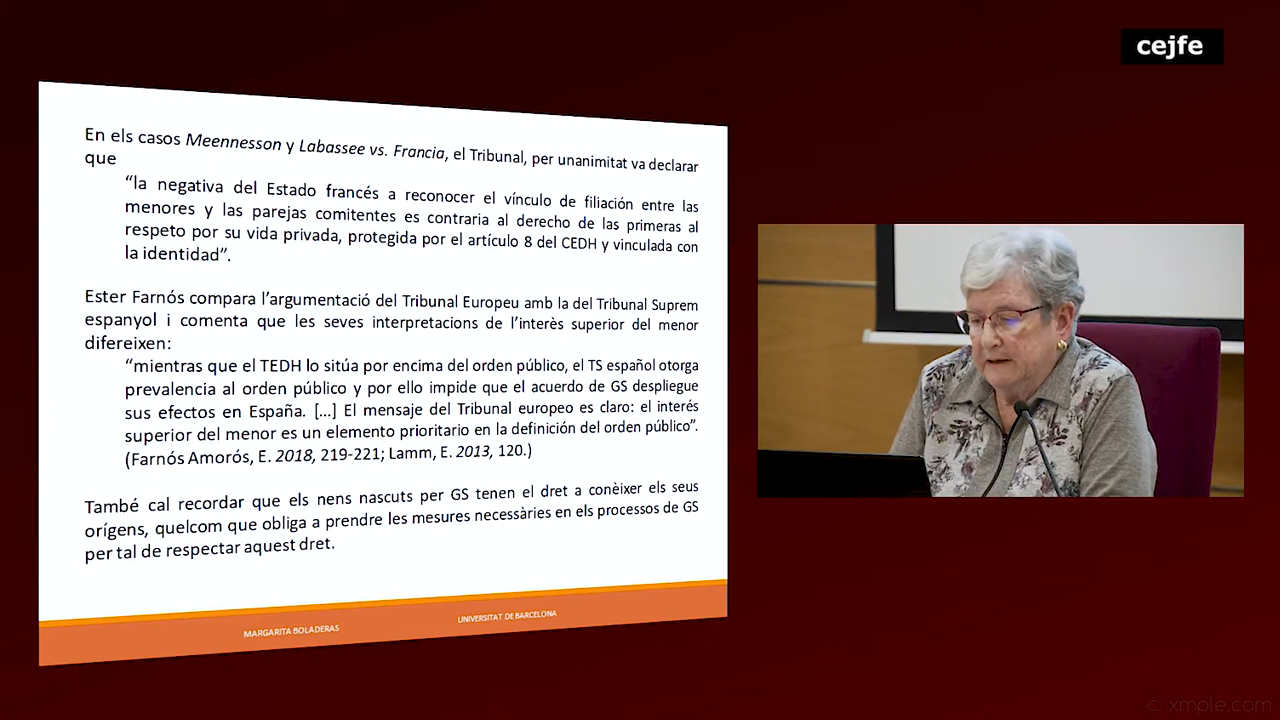 cejfe
En els casos Meennesson y Labassee vs. Francia, el Tribunal, per unanimitat va declarar
que
“la negativa del Estado francés a reconocer el vínculo de filiación entre las
menores y las parejas comitentes es contraria al derecho de las primeras al
respeto por su vida privada, protegida por el artículo 8 del CEDH y vinculada con
la identidad”.
Ester Farnós compara l’argumentació del Tribunal Europeu amb la del Tribunal Suprem
espanyol i comenta que les seves interpretacions de l’interès superior del menor
difereixen:
“mientras que el TEDH lo sitúa por encima del orden público, el TS español otorga
prevalencia al orden público y por ello impide que el acuerdo de GS despliegue
sus efectos en España. [...] El mensaje del Tribunal europeo es claro: el interés
superior del menor es un elemento prioritario en la definición del orden público”.
(Farnós Amorós, E. 2018, 219-221; Lamm, E. 2013, 120.)
També cal recordar que els nens nascuts per GS tenen el dret a conèixer els seus
orígens, quelcom que obliga a prendre les mesures necessàries en els processos de GS
per tal de respectar aquest dret.
MARGARITA BOLADERAS
UNIVERSITAT DE BARCELONA
© xmple.com